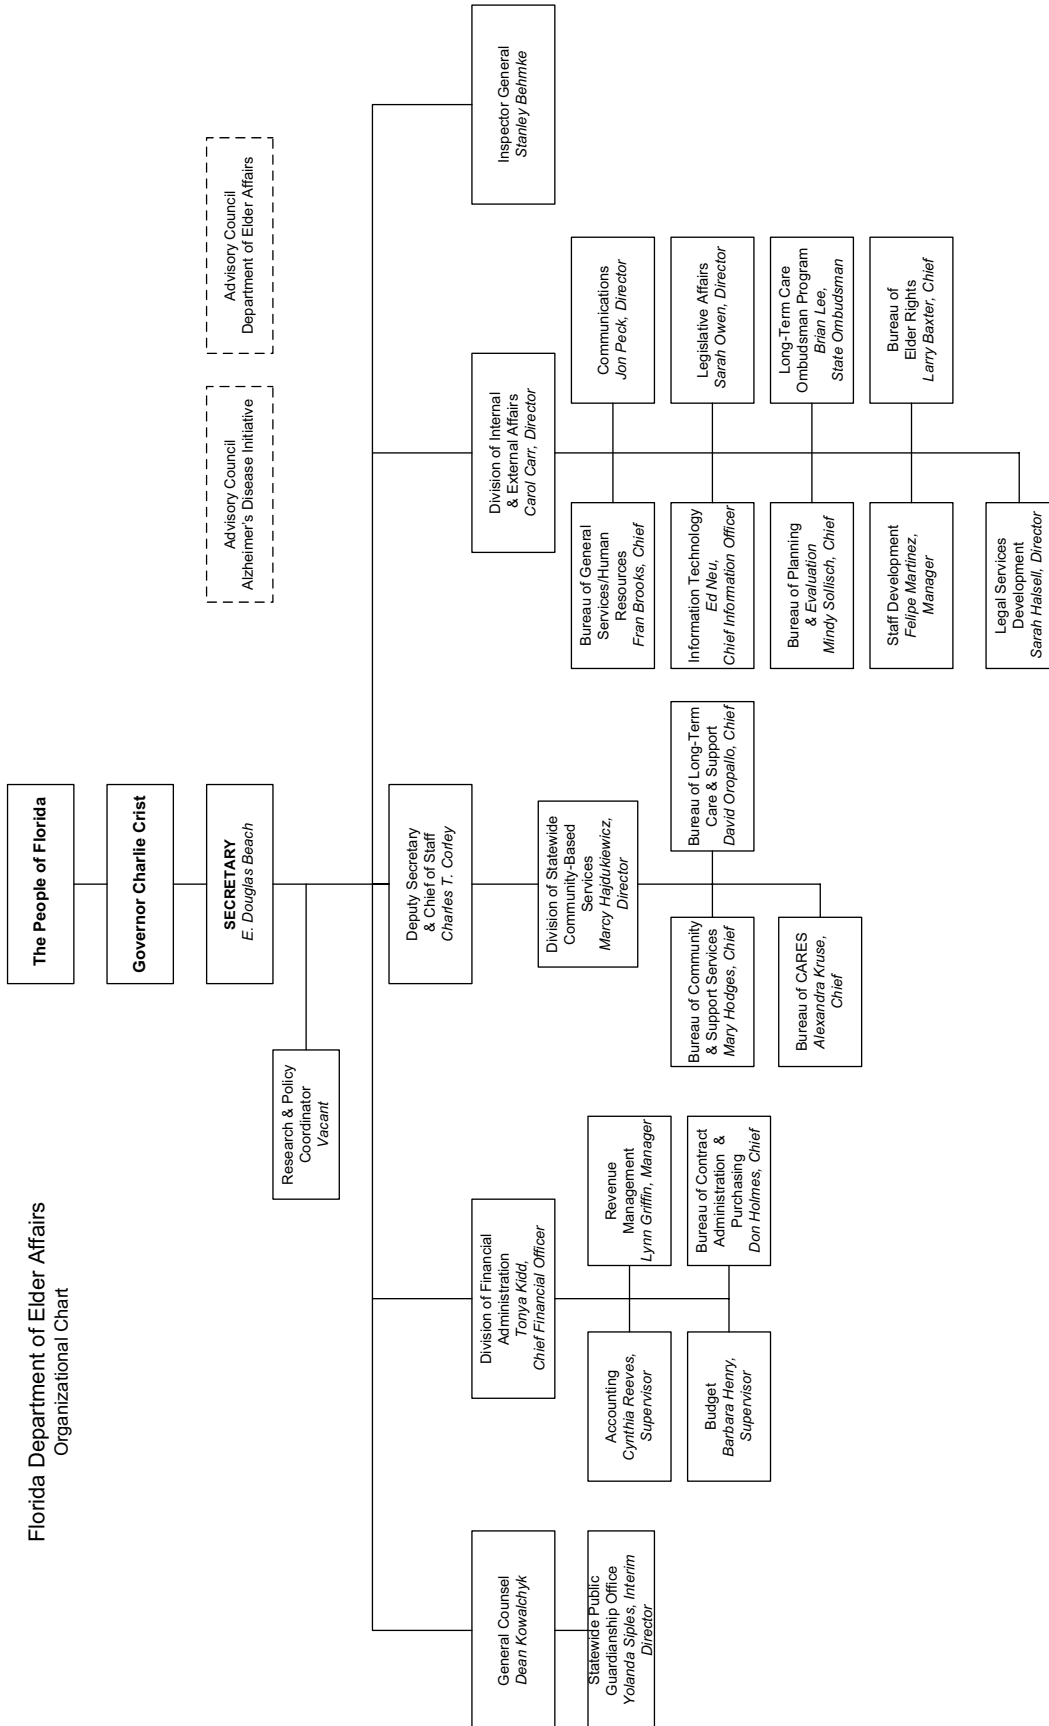 Florida Department of Elder Affairs
Organizational Chart
The People of Florida
Governor Charlie Crist
SECRETARY
E. Douglas Beach
Advisory Council
Alzheimer's Disease Initiative
Advisory Council
Department of Elder Affairs
Research & Policy
Coordinator
Vacant
Deputy Secretary
& Chief of Staff
Charles T. Corley
General Counsel
Dean Kowalchyk
Statewide Public
Guardianship Office
Yolanda Siples, Interim
Director
Division of Financial
Administration
Tonya Kidd,
Chief Financial Officer
Accounting
Cynthia Reeves,
Supervisor
Revenue
Management
Lynn Griffin, Manager
Budget
Barbara Henry,
Supervisor
Bureau of Contract
Administration &
Purchasing
Don Holmes, Chief
Division of Statewide
Community-Based
Services
Marcy Hajdukiewicz,
Director
Bureau of Community
& Support Services
Mary Hodges, Chief
Bureau of Long-Term
Care & Support
David Oropallo, Chief
Bureau of CARES
Alexandra Kruse,
Chief
Division of Internal
& External Affairs
Carol Carr, Director
Bureau of General
Services/Human
Resources
Fran Brooks, Chief
Communications
Jon Peck, Director
Information Technology
Ed Neu,
Chief Information Officer
Legislative Affairs
Sarah Owen, Director
Bureau of Planning
& Evaluation
Mindy Sollisch, Chief
Long-Term Care
Ombudsman Program
Brian Lee,
State Ombudsman
Staff Development
Felipe Martinez,
Manager
Bureau of
Elder Rights
Larry Baxter, Chief
Legal Services
Development
Sarah Halsell, Director
Inspector General
Stanley Behmke